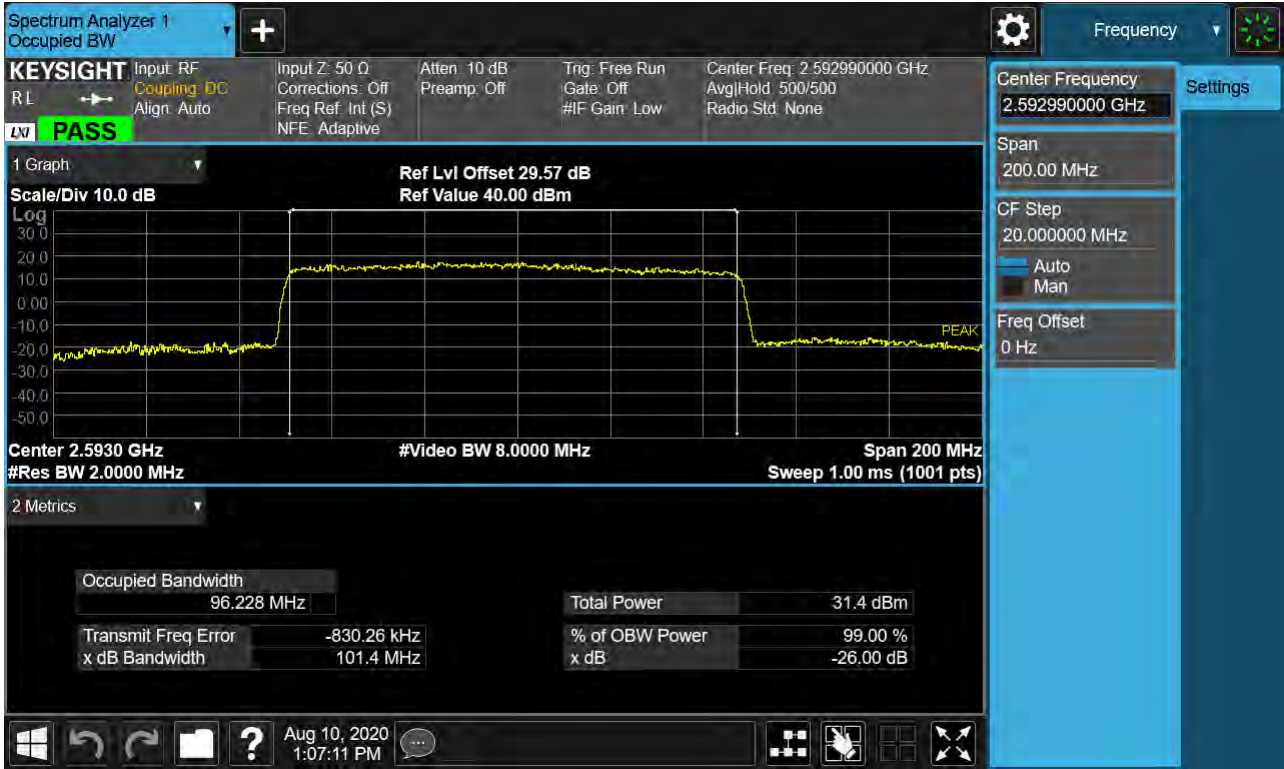 Spectrum Analyzer 1
Occupied BW
+
Frequency
KEYSIGHT
RL
LXI
PASS
Input: RF
Coupling: DC
Align: Auto
Input Z: 50 Ω
Corrections: Off
Freq Ref: Int (S)
NFE: Adaptive
Atten: 10 dB
Preamp: Off
Trig: Free Run
Gate: Off
#IF Gain: Low
Center Freq: 2.592990000 GHz
Avg|Hold: 500/500
Radio Std: None
1 Graph
Scale/Div 10.0 dB
Ref Lvl Offset 29.57 dB
Ref Value 40.00 dBm
Log
30.0
20.0
10.0
0.00
-10.0
-20.0
-30.0
-40.0
-50.0
PEAK
Center 2.5930 GHz
#Video BW 8.0000 MHz
Span 200 MHz
#Res BW 2.0000 MHz
Sweep 1.00 ms (1001 pts)
2 Metrics
Occupied Bandwidth
96.228 MHz
Total Power 31.4 dBm
Transmit Freq Error -830.26 kHz
% of OBW Power 99.00 %
x dB Bandwidth 101.4 MHz
x dB -26.00 dB
?
Aug 10, 2020
1:07:11 PM
Center Frequency
2.592990000 GHz
Settings
Span
200.00 MHz
CF Step
20.000000 MHz
Auto
Man
Freq Offset
0 Hz